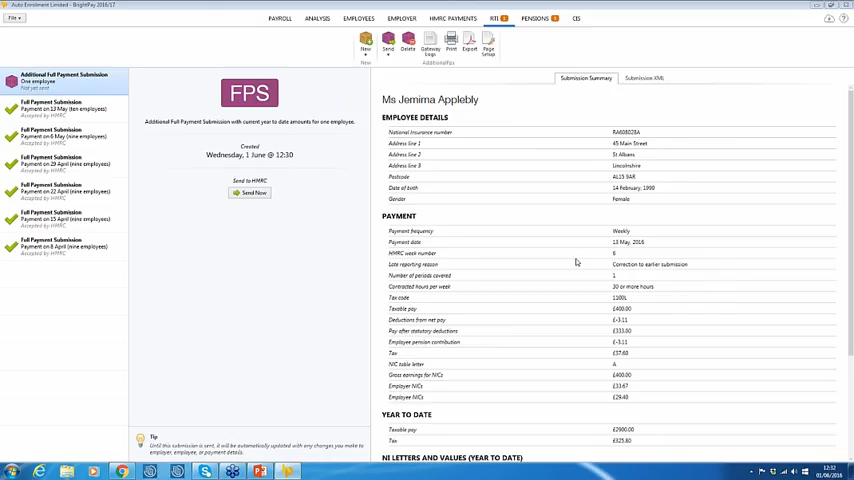 Auto Enrolment Limited - BrightPay 2016/17
File
PAYROLL ANALYSIS EMPLOYEES EMPLOYER HMRC PAYMENTS RTI 1 PENSIONS CIS
New Send Delete Gateway Logs Print Export Page Setup
New AdditionalFps
Additional Full Payment Submission
One employee
Not yet sent
Full Payment Submission
Payment on 13 May (ten employees)
Accepted by HMRC
Full Payment Submission
Payment on 6 May (nine employees)
Accepted by HMRC
Full Payment Submission
Payment on 29 April (nine employees)
Accepted by HMRC
Full Payment Submission
Payment on 22 April (nine employees)
Accepted by HMRC
Full Payment Submission
Payment on 15 April (nine employees)
Accepted by HMRC
Full Payment Submission
Payment on 8 April (nine employees)
Accepted by HMRC
FPS
Additional Full Payment Submission with current year to date amounts for one employee.
Created
Wednesday, 1 June @ 12:30
Send to HMRC
Send Now
Tip
Until this submission is sent, it will be automatically updated with any changes you make to
employer, employee, or payment details.
Submission Summary Submission XML
Ms Jemima Applebly
EMPLOYEE DETAILS
National Insurance number RA608028A
Address line 1 45 Main Street
Address line 2 St Albans
Address line 3 Lincolnshire
Postcode AL15 9AR
Date of birth 14 February, 1990
Gender Female
PAYMENT
Payment frequency Weekly
Payment date 13 May, 2016
HMRC week number 6
Late reporting reason Correction to earlier submission
Number of periods covered 1
Contracted hours per week 30 or more hours
Tax code 1100L
Taxable pay £400.00
Deductions from net pay £-3.11
Pay after statutory deductions £333.00
Employee pension contribution £-3.11
Tax £37.60
NIC table letter A
Gross earnings for NICs £400.00
Employer NICs £33.67
Employee NICs £29.40
YEAR TO DATE
Taxable pay £2900.00
Tax £325.80
NI LETTERS AND VALUES (YEAR TO DATE)
12:32
01/06/2016